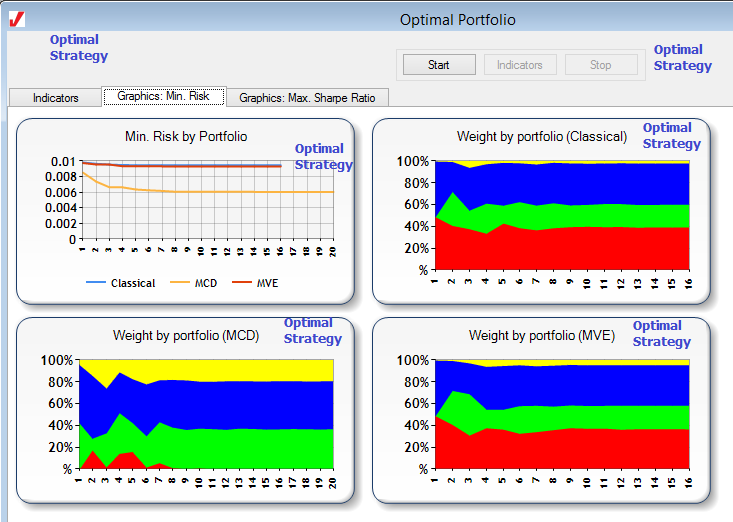 Optimal Portfolio
Optimal
Strategy
Start
Indicators
Stop
Optimal
Strategy
Indicators
Graphics: Min. Risk
Graphics: Max. Sharpe Ratio
Min. Risk by Portfolio
Optimal
Strategy
0.01
0.008
0.006
0.004
0.002
0
1 2 3 4 5 6 7 8 9 10 11 12 13 14 15 16 17 18 19 20
Classical MCD MVE
Weight by portfolio (Classical)
Optimal
Strategy
100%
80%
60%
40%
20%
%
1 2 3 4 5 6 7 8 9 10 11 12 13 14 15 16
Weight by portfolio (MCD)
Optimal
Strategy
100%
80%
60%
40%
20%
%
1 2 3 4 5 6 7 8 9 10 11 12 13 14 15 16 17 18 19 20
Weight by portfolio (MVE)
Optimal
Strategy
100%
80%
60%
40%
20%
%
1 2 3 4 5 6 7 8 9 10 11 12 13 14 15 16